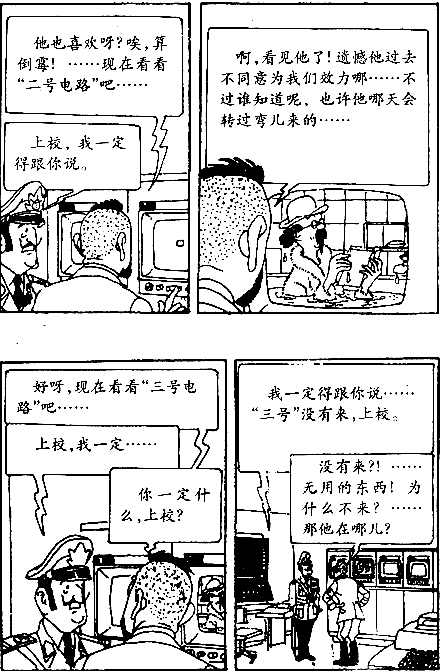 他也喜欢呀?唉,算
倒霉! ……现在看看
“二号电路”吧……
上校,我一定
得跟你说。
啊,看见他了!遗憾他过去
不同意为我们效力哪……不
过谁知道呢,也许他哪天会
转过弯儿来的……
好呀,现在看看“三号电
路”吧……
上校,我一定……
你一定什
么,上校?
我一定得跟你说……
“三号”没有来,上校。
没有来?! ……
无用的东西! 为
什么不来? ……
那他在哪儿?